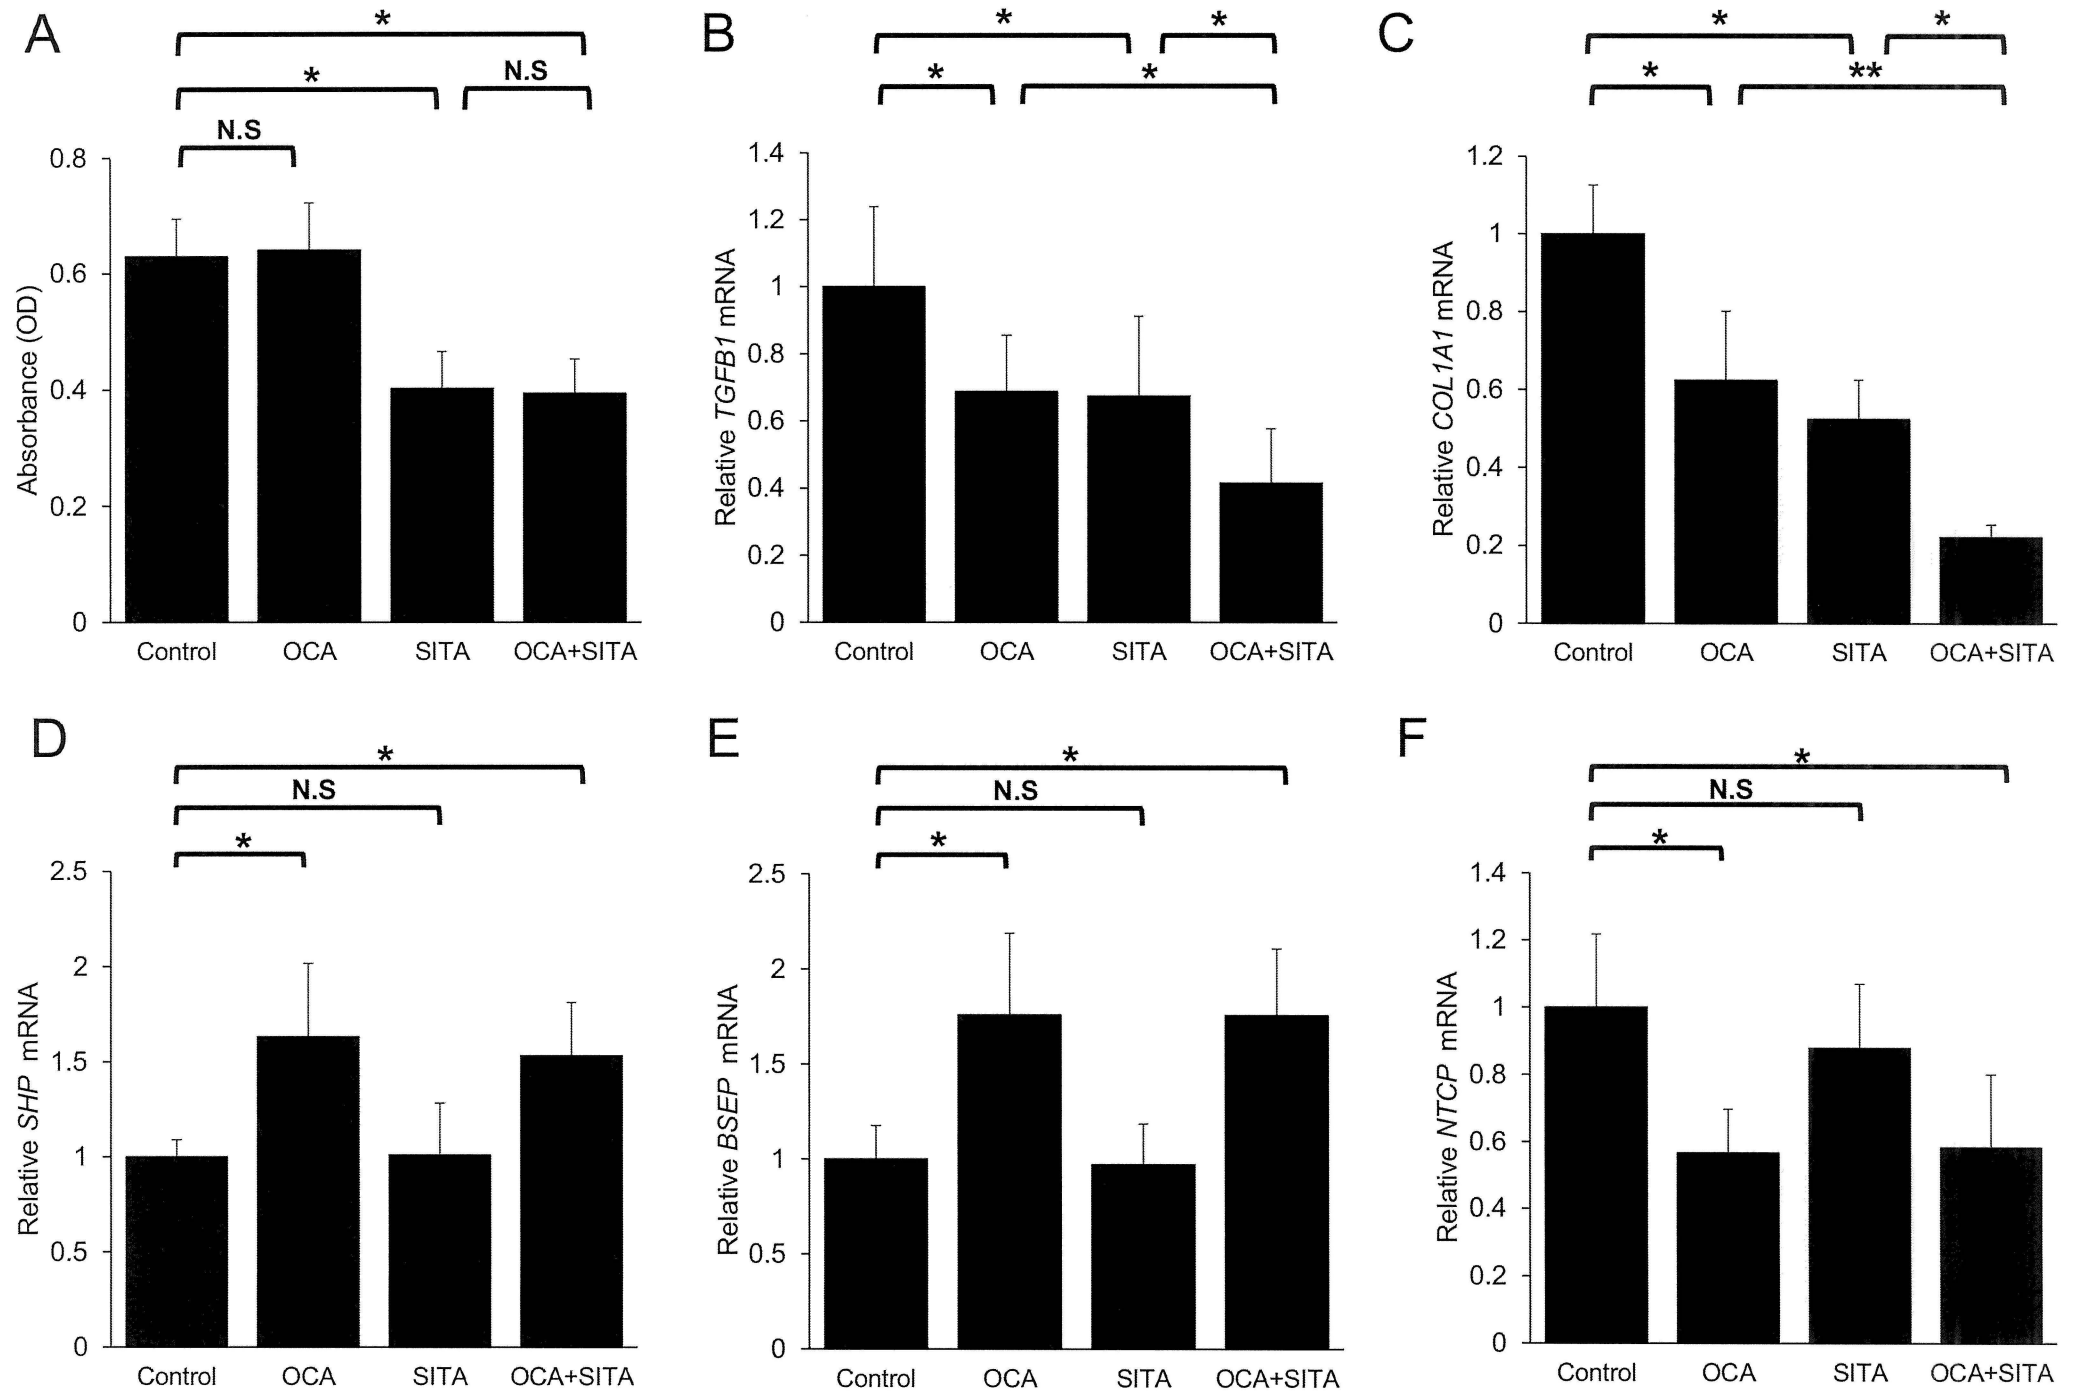 A
*
*
N.S
N.S
0.8
0.6
0.4
0.2
0
Absorbance (OD)
Control OCA SITA OCA+SITA
B
*
*
*
*
1.4
1.2
1
0.8
0.6
0.4
0.2
0
Relative TGFB1 mRNA
Control OCA SITA OCA+SITA
C
*
*
*
**
1.2
1
0.8
0.6
0.4
0.2
0
Relative COL1A1 mRNA
Control OCA SITA OCA+SITA
D
*
N.S
*
2.5
2
1.5
1
0.5
0
Relative SHP mRNA
Control OCA SITA OCA+SITA
E
*
N.S
*
2.5
2
1.5
1
0.5
0
Relative BSEP mRNA
Control OCA SITA OCA+SITA
F
*
N.S
*
1.4
1.2
1
0.8
0.6
0.4
0.2
0
Relative NTCP mRNA
Control OCA SITA OCA+SITA